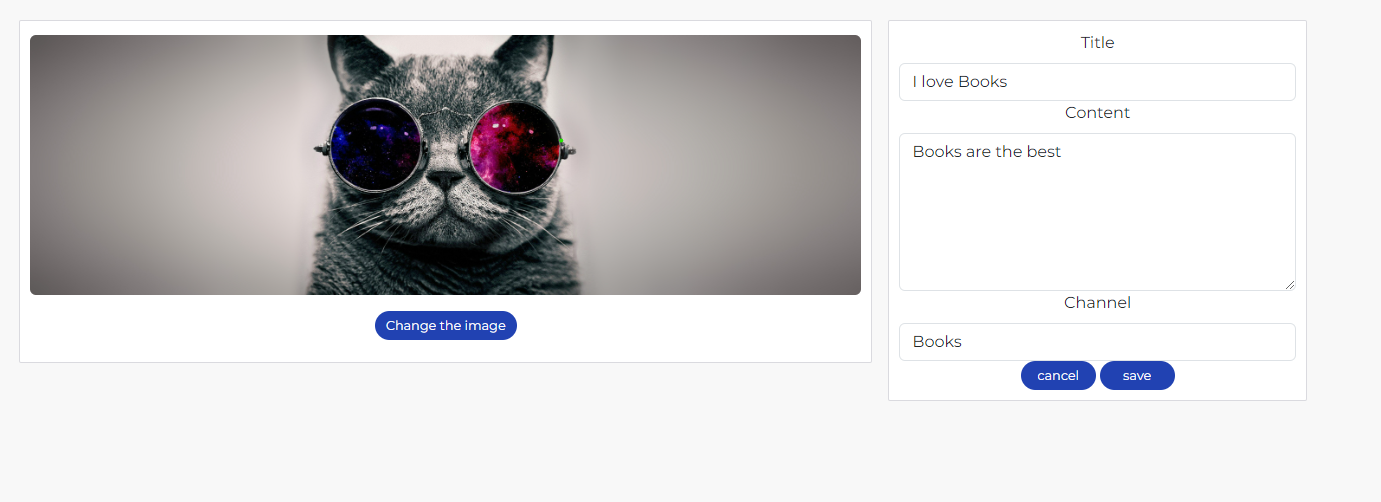 Change the image
Title
I love Books
Content
Books are the best
Channel
Books
cancel save